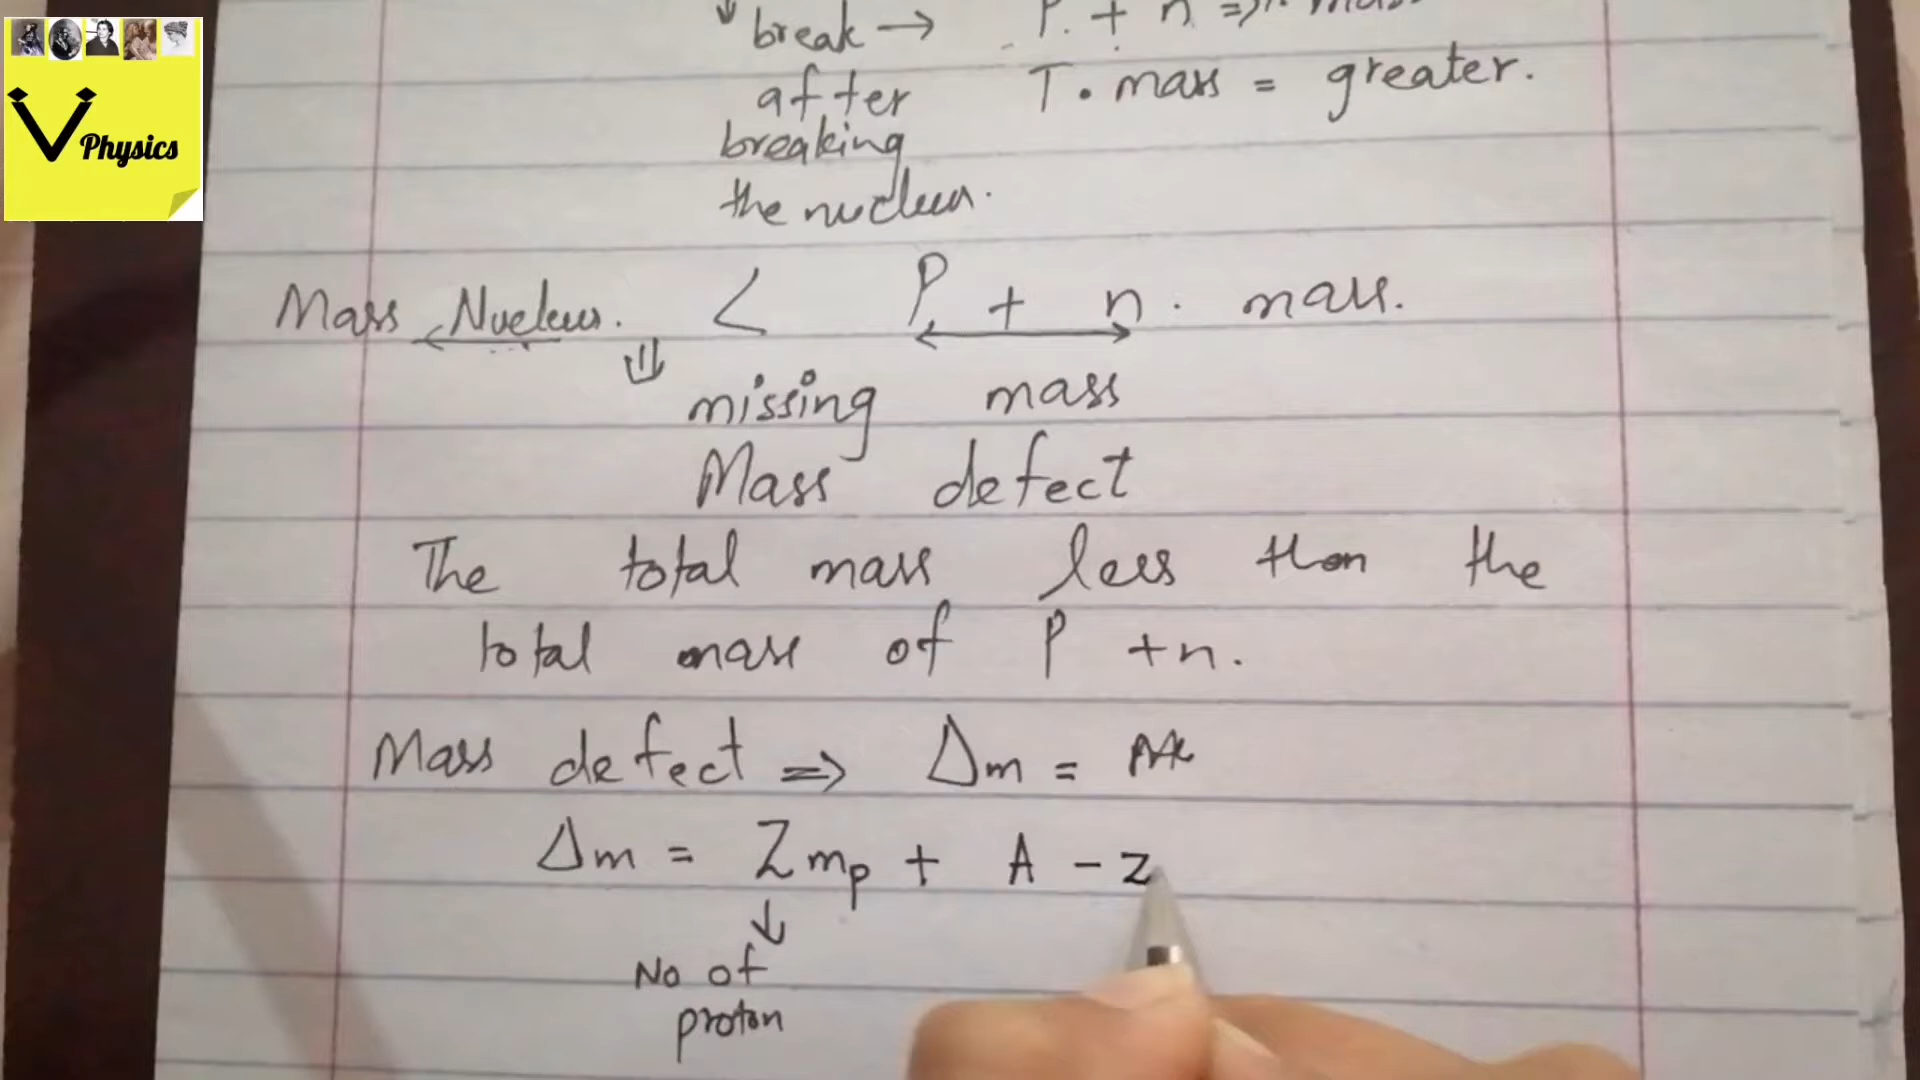 break → P. + n ⇒
after T. mass = greater.
breaking
the nucleus.
V Physics
Mass Nucleus. < P + n. mass.
⇓
missing mass
Mass defect
The total mass less than the
total mass of P + n.
Mass defect ⇒ Δm =
Δm = Zmp + A - z
↓
No of
proton